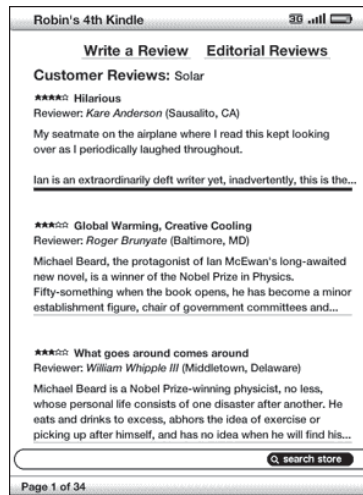 Robin's 4th Kindle 3G
Write a Review Editorial Reviews
Customer Reviews: Solar
★★★★☆ Hilarious
Reviewer: Kare Anderson (Sausalito, CA)
My seatmate on the airplane where I read this kept looking
over as I periodically laughed throughout.
Ian is an extraordinarily deft writer yet, inadvertently, this is the...
★★★☆☆ Global Warming, Creative Cooling
Reviewer: Roger Brunyate (Baltimore, MD)
Michael Beard, the protagonist of Ian McEwan's long-awaited
new novel, is a winner of the Nobel Prize in Physics.
Fifty-something when the book opens, he has become a minor
establishment figure, chair of government committees and...
★★★☆☆ What goes around comes around
Reviewer: William Whipple III (Middletown, Delaware)
Michael Beard is a Nobel Prize-winning physicist, no less,
whose personal life consists of one disaster after another. He
eats and drinks to excess, abhors the idea of exercise or
picking up after himself, and has no idea when he will find his...
search store
Page 1 of 34